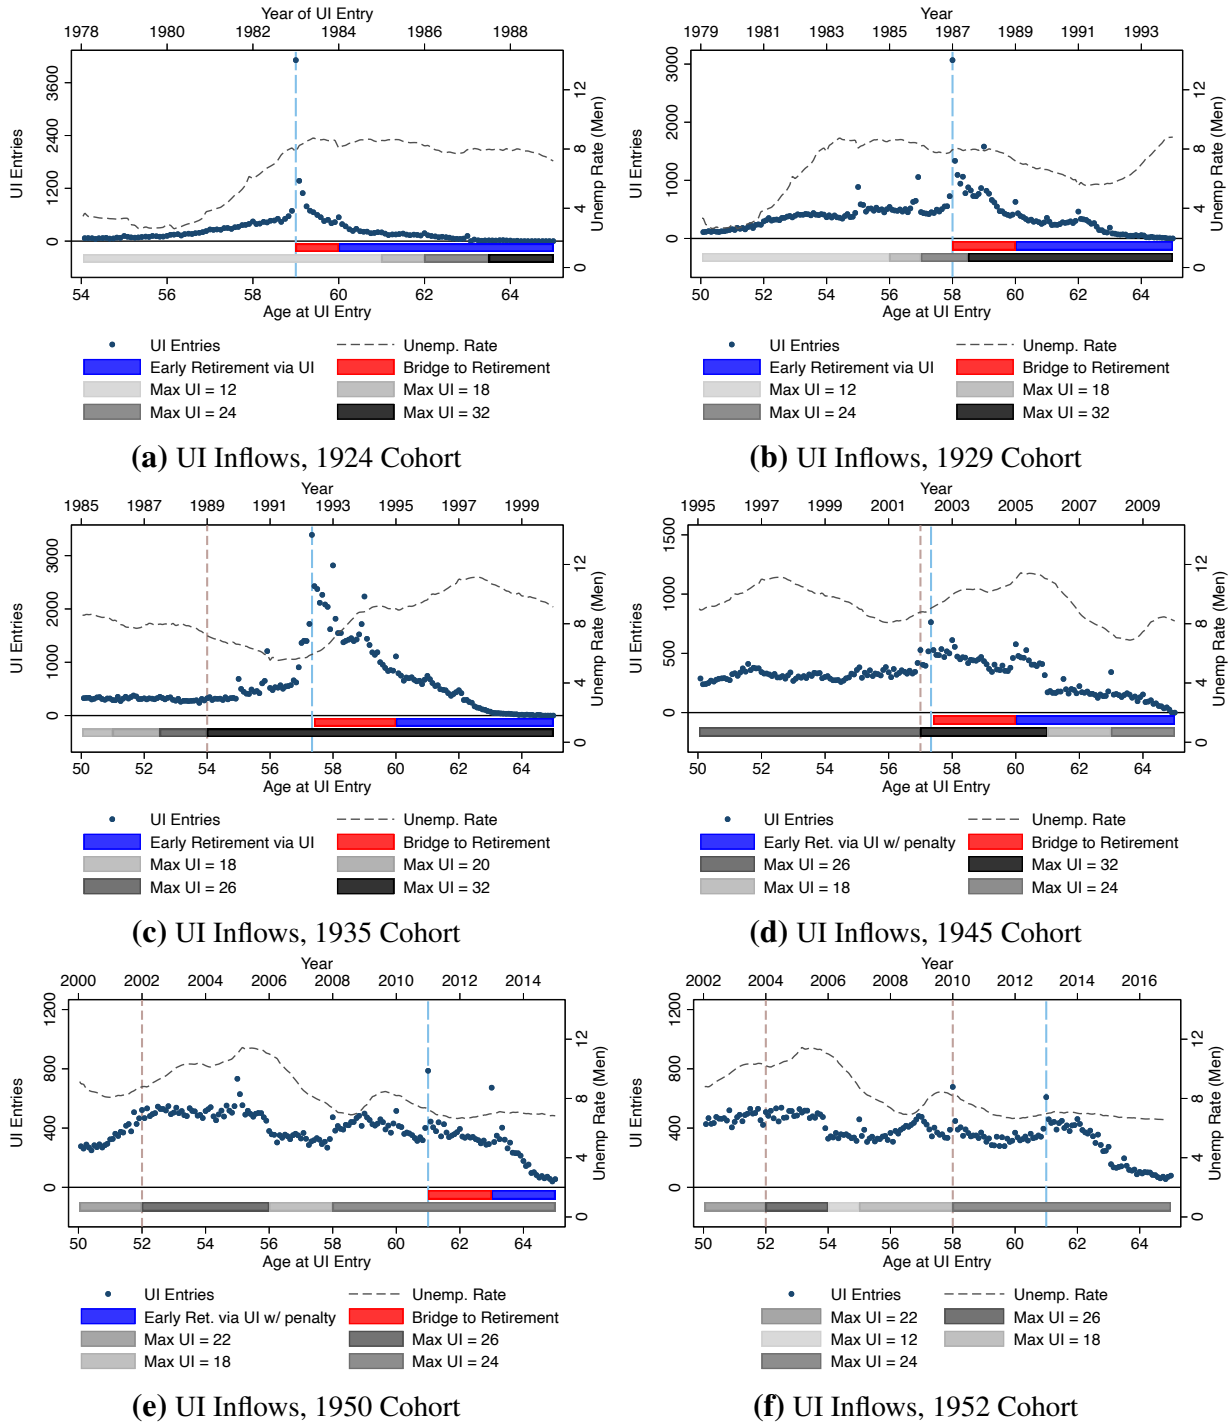 Year of UI Entry
1978 1980 1982 1984 1986 1988
UI Entries
0 1200 2400 3600
Unemp Rate (Men)
0 4 8 12
54 56 58 60 62 64
Age at UI Entry
UI Entries Unemp. Rate
Early Retirement via UI Bridge to Retirement
Max UI = 12 Max UI = 18
Max UI = 24 Max UI = 32
(a) UI Inflows, 1924 Cohort
Year
1979 1981 1983 1985 1987 1989 1991 1993
UI Entries
0 1000 2000 3000
Unemp Rate (Men)
0 4 8 12
50 52 54 56 58 60 62 64
Age at UI Entry
UI Entries Unemp. Rate
Early Retirement via UI Bridge to Retirement
Max UI = 12 Max UI = 18
Max UI = 24 Max UI = 32
(b) UI Inflows, 1929 Cohort
Year
1985 1987 1989 1991 1993 1995 1997 1999
UI Entries
0 1000 2000 3000
Unemp Rate (Men)
0 4 8 12
50 52 54 56 58 60 62 64
Age at UI Entry
UI Entries Unemp. Rate
Early Retirement via UI Bridge to Retirement
Max UI = 18 Max UI = 20
Max UI = 26 Max UI = 32
(c) UI Inflows, 1935 Cohort
Year
1995 1997 1999 2001 2003 2005 2007 2009
UI Entries
0 500 1000 1500
Unemp Rate (Men)
0 4 8 12
50 52 54 56 58 60 62 64
Age at UI Entry
UI Entries Unemp. Rate
Early Ret. via UI w/ penalty Bridge to Retirement
Max UI = 26 Max UI = 32
Max UI = 18 Max UI = 24
(d) UI Inflows, 1945 Cohort
Year
2000 2002 2004 2006 2008 2010 2012 2014
UI Entries
0 400 800 1200
Unemp Rate (Men)
0 4 8 12
50 52 54 56 58 60 62 64
Age at UI Entry
UI Entries Unemp. Rate
Early Ret. via UI w/ penalty Bridge to Retirement
Max UI = 22 Max UI = 26
Max UI = 18 Max UI = 24
(e) UI Inflows, 1950 Cohort
Year
2002 2004 2006 2008 2010 2012 2014 2016
UI Entries
0 400 800 1200
Unemp Rate (Men)
0 4 8 12
50 52 54 56 58 60 62 64
Age at UI Entry
UI Entries Unemp. Rate
Max UI = 22 Max UI = 26
Max UI = 12 Max UI = 18
Max UI = 24
(f) UI Inflows, 1952 Cohort